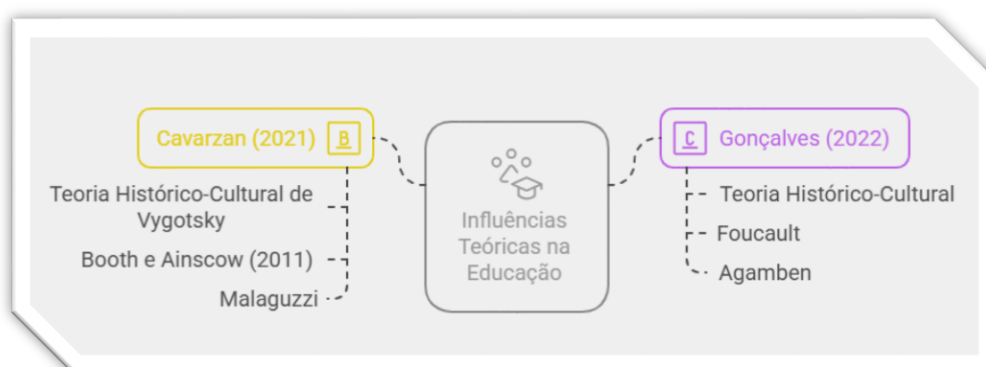 Cavarzan (2021) B
Teoria Histórico-Cultural de
Vygotsky
Booth e Ainscow (2011)
Malaguzzi
Influências
Teóricas na
Educação
C Gonçalves (2022)
Teoria Histórico-Cultural
Foucault
Agamben